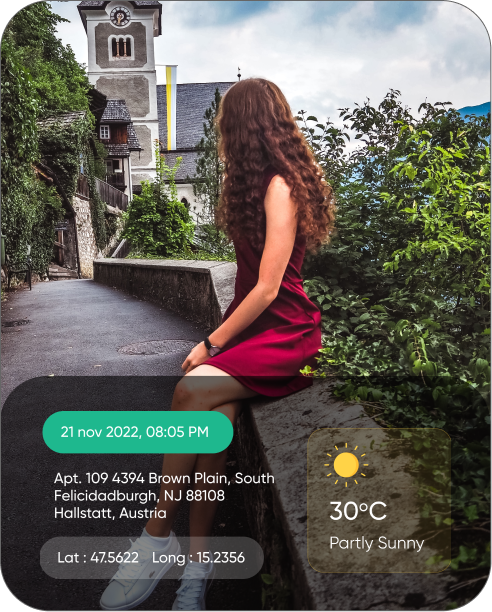 21 nov 2022, 08:05 PM
Apt. 109 4394 Brown Plain, South
Felicidadburgh, NJ 88108
Hallstatt, Austria
Lat : 47.5622 Long : 15.2356
30°C
Partly Sunny